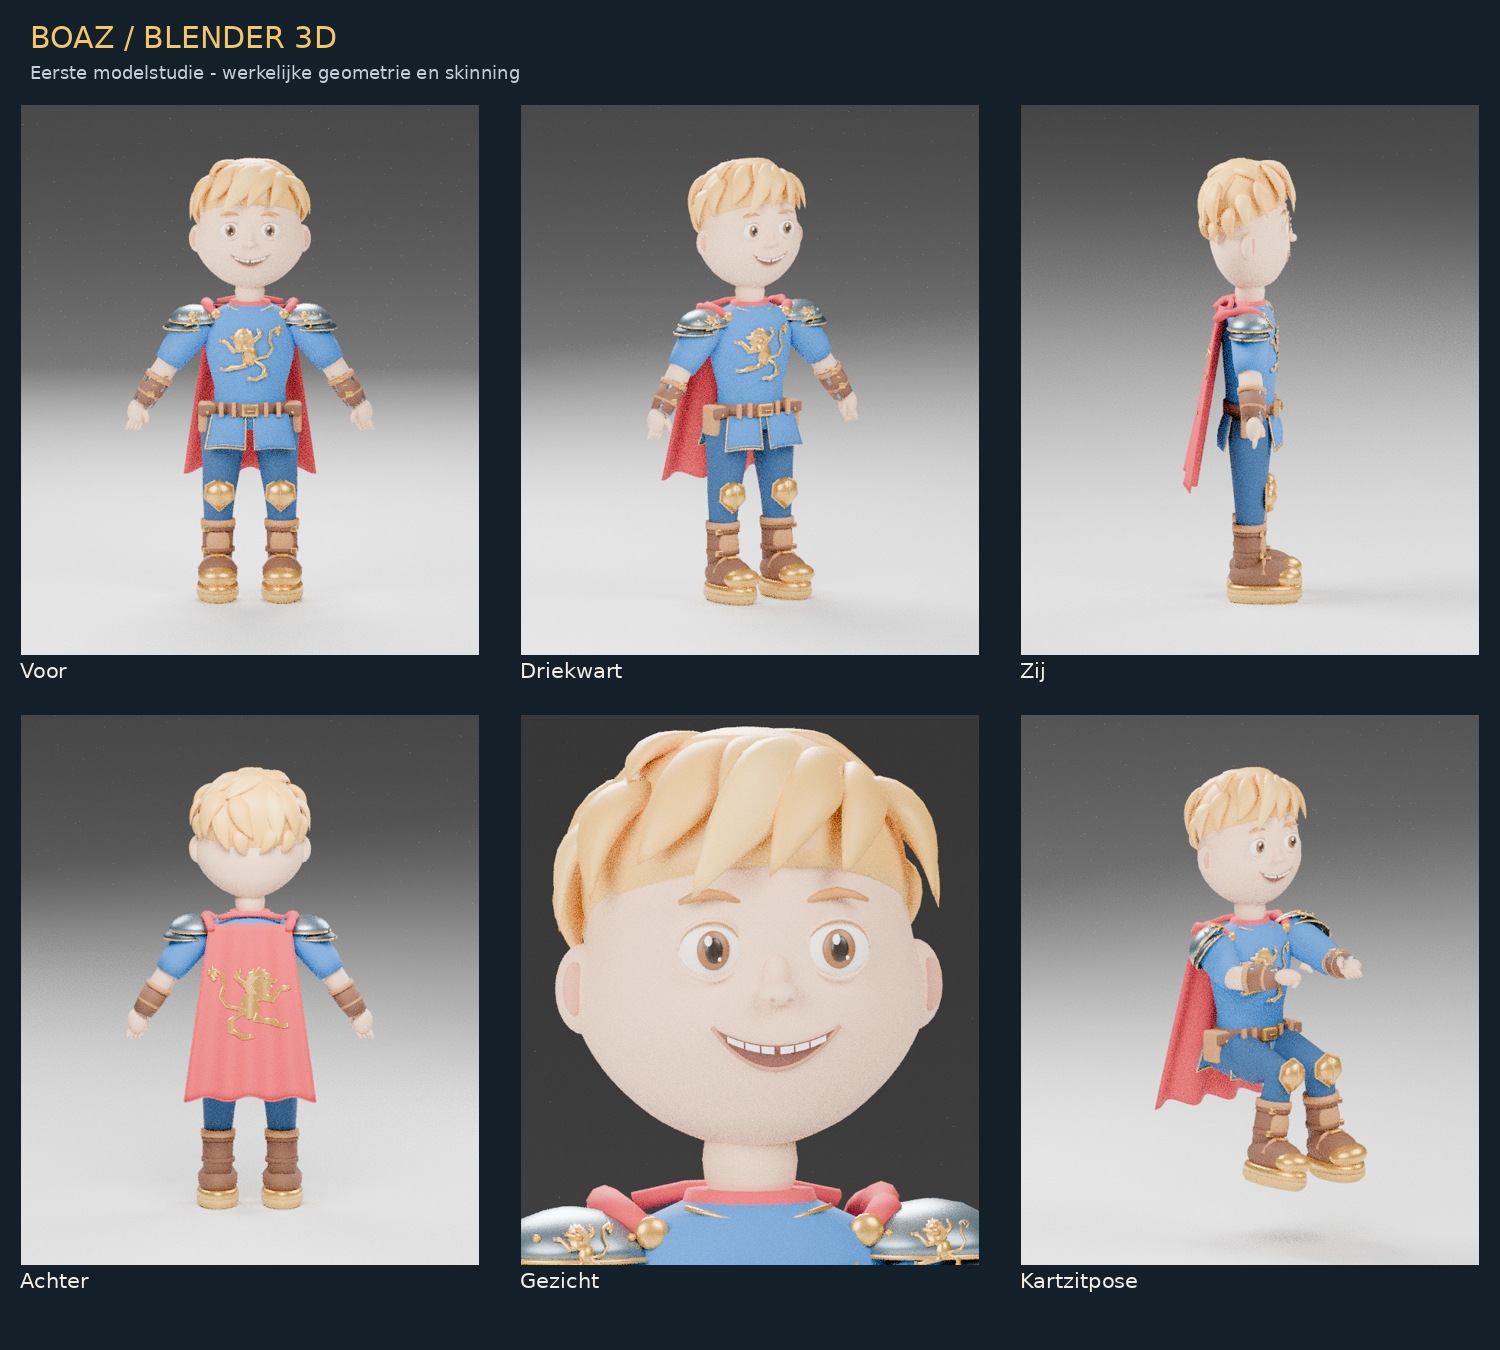 BOAZ / BLENDER 3D
Eerste modelstudie - werkelijke geometrie en skinning
Voor
Driekwart
Zij
Achter
Gezicht
Kartzitpose